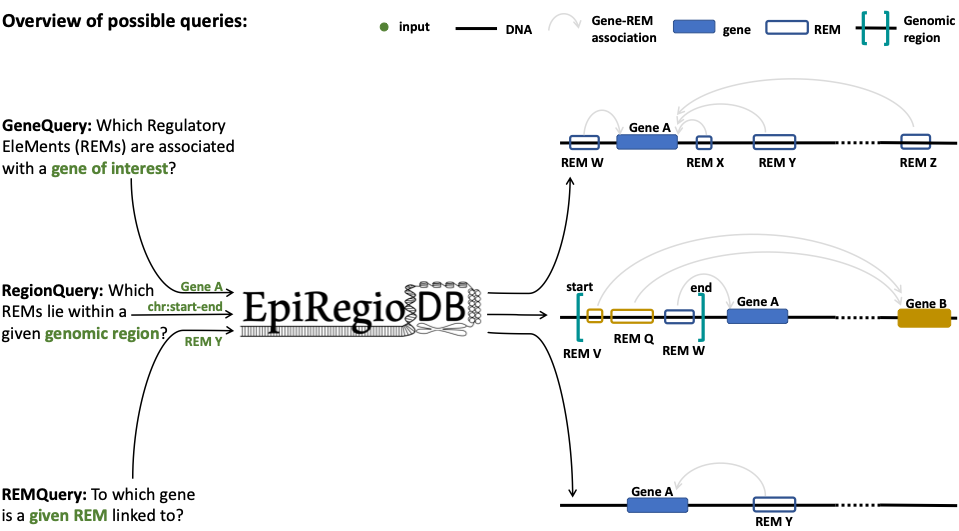 Overview of possible queries:
input
DNA
Gene-REM
association
gene
REM
Genomic
region
GeneQuery: Which Regulatory
EleMents (REMs) are associated
with a gene of interest?
Gene A
REM W
REM X
REM Y
REM Z
RegionQuery: Which
REMs lie within a
given genomic region?
Gene A
chr:start-end
REM Y
EpiRegio DB
start
end
Gene A
Gene B
REM V
REM Q
REM W
REMQuery: To which gene
is a given REM linked to?
Gene A
REM Y